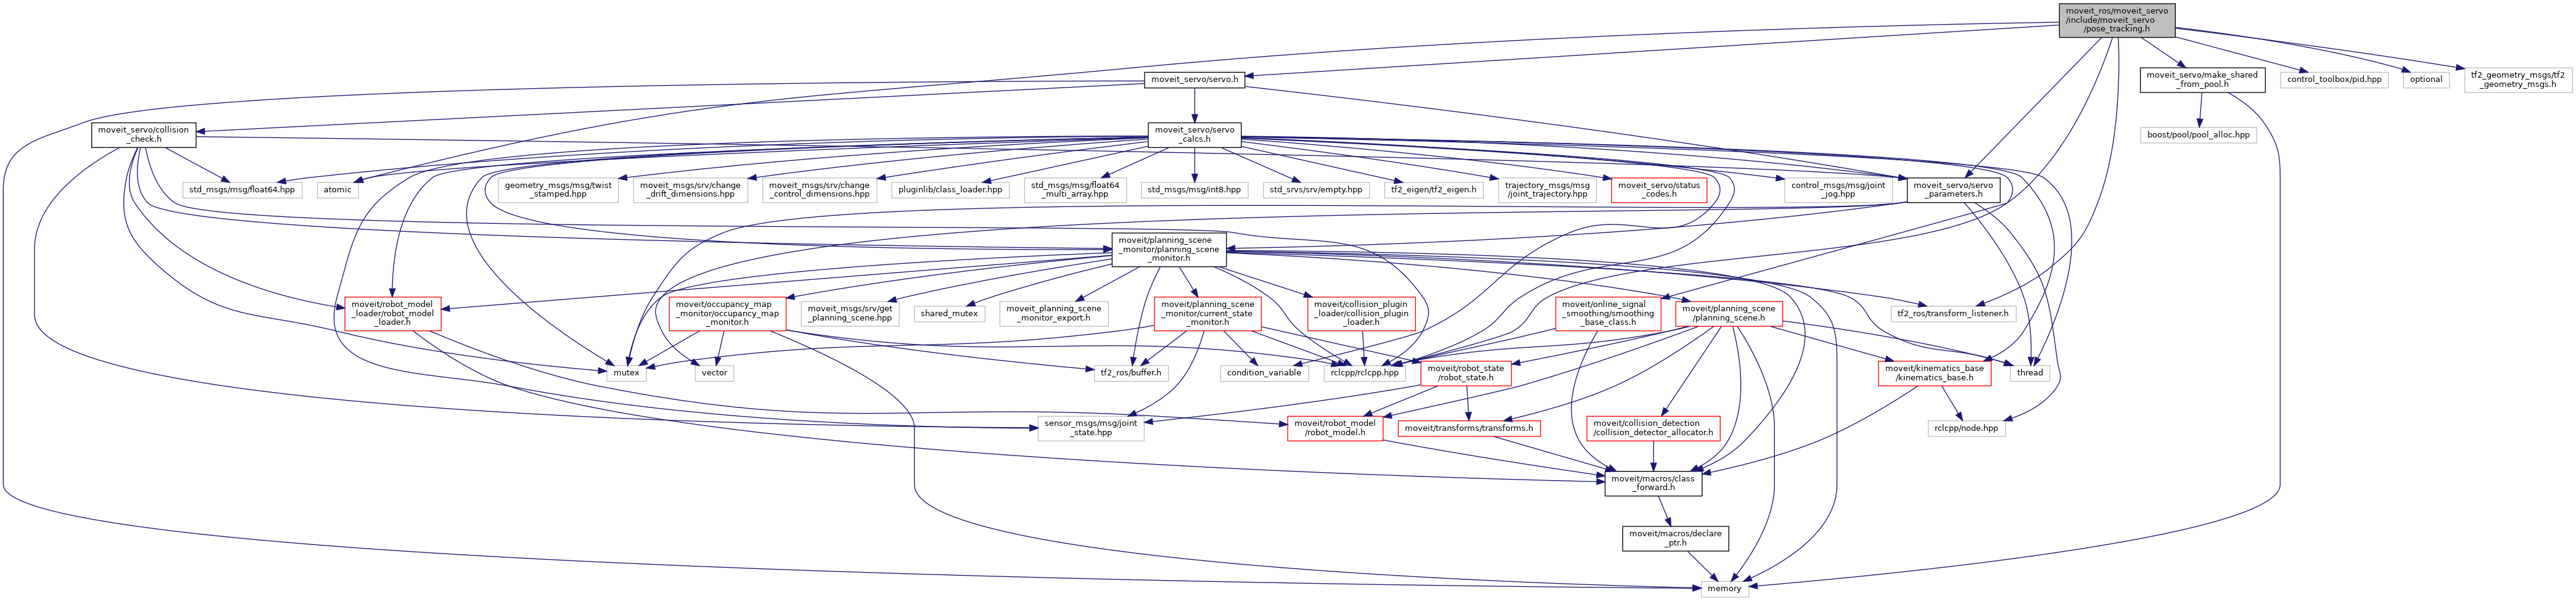 moveit_ros/moveit_servo
/include/moveit_servo
/pose_tracking.h
moveit_servo/servo.h
moveit_servo/make_shared
_from_pool.h
control_toolbox/pid.hpp
optional
tf2_geometry_msgs/tf2
_geometry_msgs.h
moveit_servo/collision
_check.h
moveit_servo/servo
_calcs.h
boost/pool/pool_alloc.hpp
std_msgs/msg/float64.hpp
atomic
geometry_msgs/msg/twist
_stamped.hpp
moveit_msgs/srv/change
_drift_dimensions.hpp
moveit_msgs/srv/change
_control_dimensions.hpp
pluginlib/class_loader.hpp
std_msgs/msg/float64
_multi_array.hpp
std_msgs/msg/int8.hpp
std_srvs/srv/empty.hpp
tf2_eigen/tf2_eigen.h
trajectory_msgs/msg
/joint_trajectory.hpp
moveit_servo/status
_codes.h
control_msgs/msg/joint
_jog.hpp
moveit_servo/servo
_parameters.h
moveit/planning_scene
_monitor/planning_scene
_monitor.h
moveit/robot_model
_loader/robot_model
_loader.h
moveit/occupancy_map
_monitor/occupancy_map
_monitor.h
moveit_msgs/srv/get
_planning_scene.hpp
shared_mutex
moveit_planning_scene
_monitor_export.h
moveit/planning_scene
_monitor/current_state
_monitor.h
moveit/collision_plugin
_loader/collision_plugin
_loader.h
moveit/online_signal
_smoothing/smoothing
_base_class.h
moveit/planning_scene
/planning_scene.h
tf2_ros/transform_listener.h
mutex
vector
tf2_ros/buffer.h
condition_variable
rclcpp/rclcpp.hpp
moveit/robot_state
/robot_state.h
moveit/kinematics_base
/kinematics_base.h
thread
sensor_msgs/msg/joint
_state.hpp
moveit/robot_model
/robot_model.h
moveit/transforms/transforms.h
moveit/collision_detection
/collision_detector_allocator.h
rclcpp/node.hpp
moveit/macros/class
_forward.h
moveit/macros/declare
_ptr.h
memory